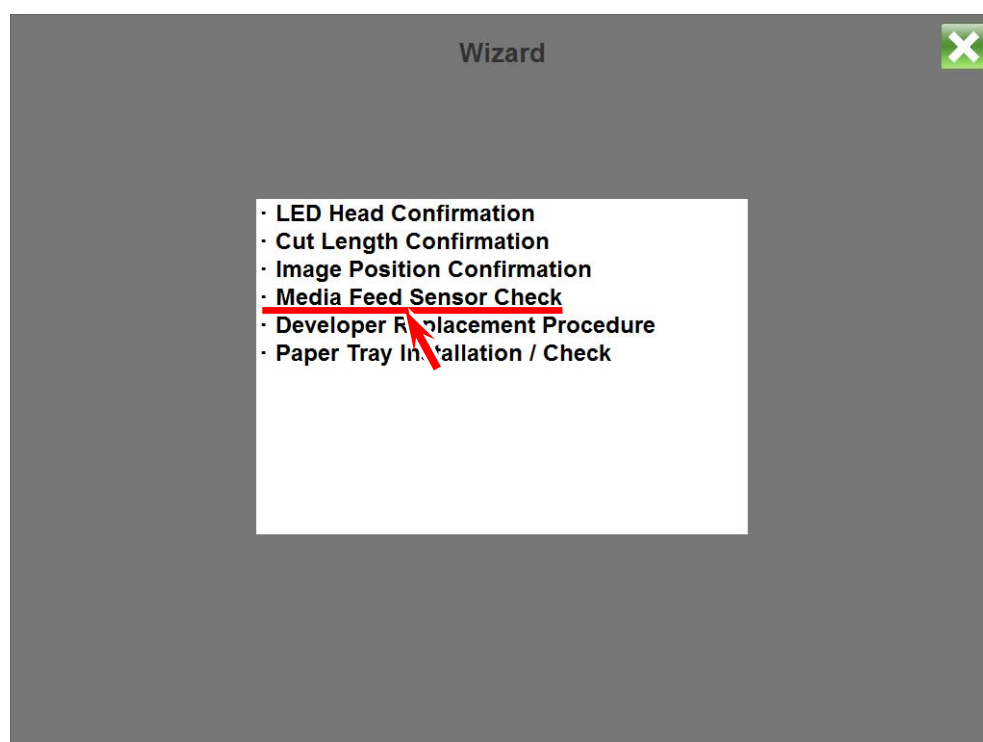 Wizard
· LED Head Confirmation
· Cut Length Confirmation
· Image Position Confirmation
· Media Feed Sensor Check
· Developer Replacement Procedure
· Paper Tray Installation / Check